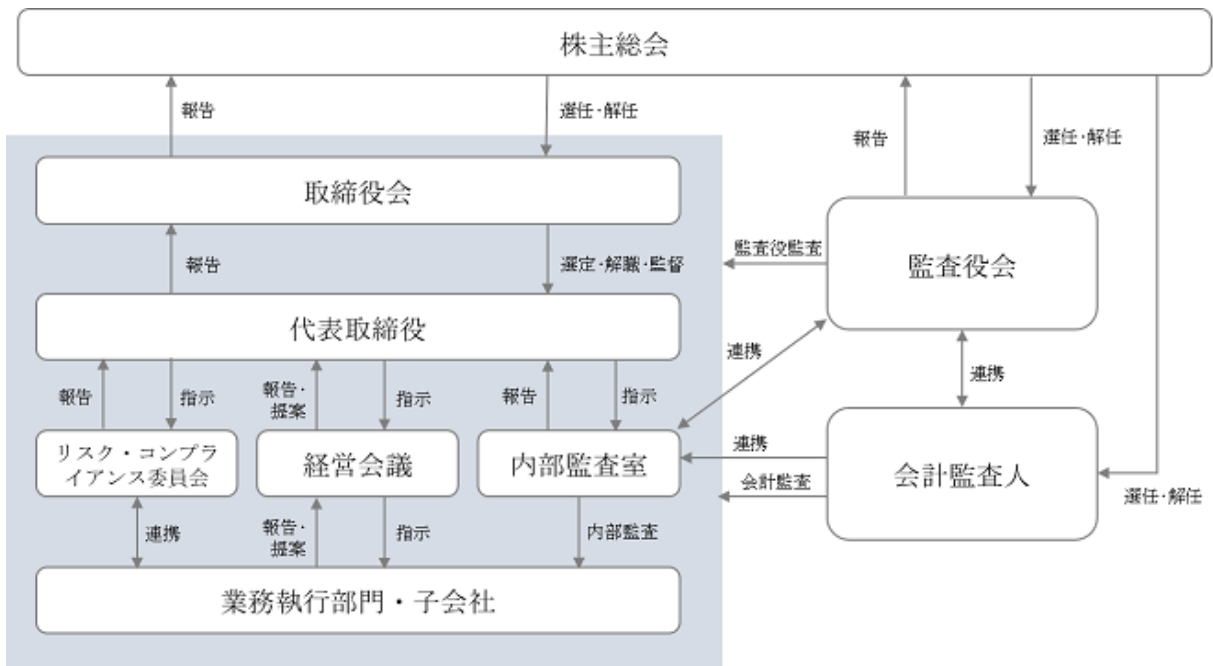 株主総会
報告
選任・解任
報告
選任・解任
取締役会
監査役会
監査役監査
報告
選定・解職・監督
代表取締役
連携
連携
報告
指示
報告・
提案
指示
報告
指示
リスク・コンプラ
イアンス委員会
経営会議
内部監査室
連携
会計監査
会計監査人
選任・解任
連携
報告・
提案
指示
内部監査
業務執行部門・子会社